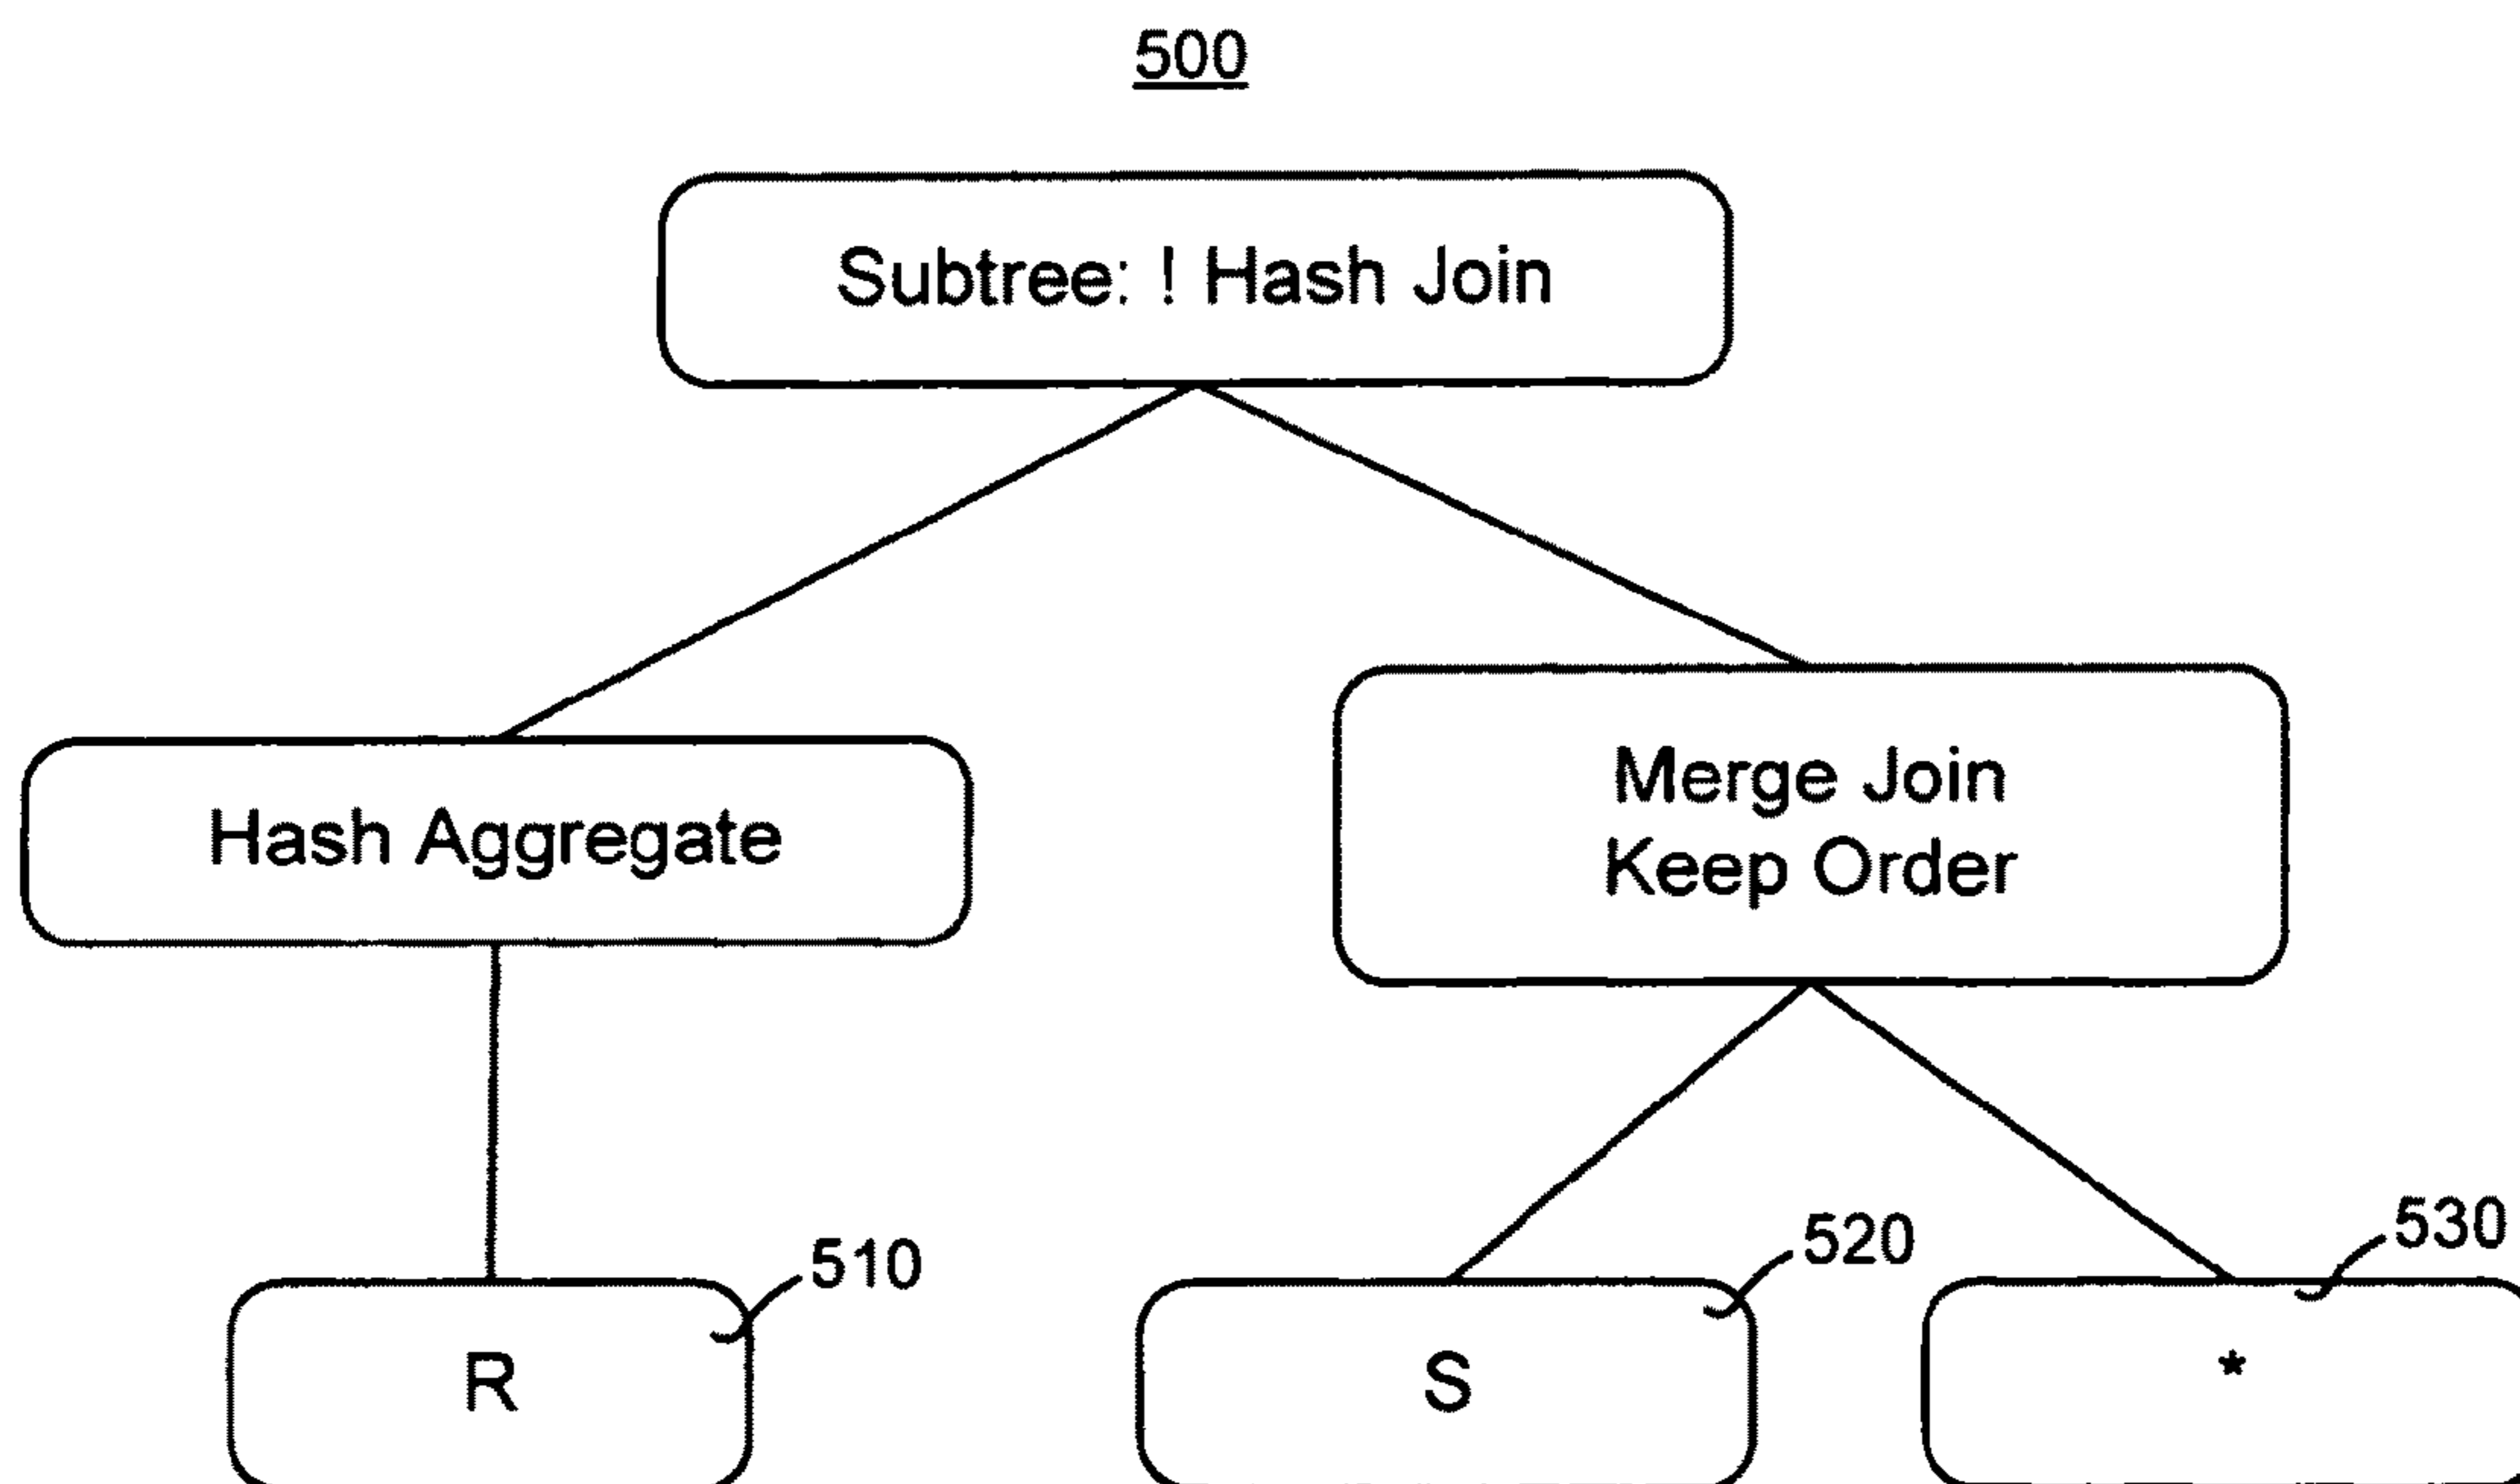 500
Subtree: ! Hash Join
Hash Aggregate
Merge Join
Keep Order
510
520
530
R
S
*